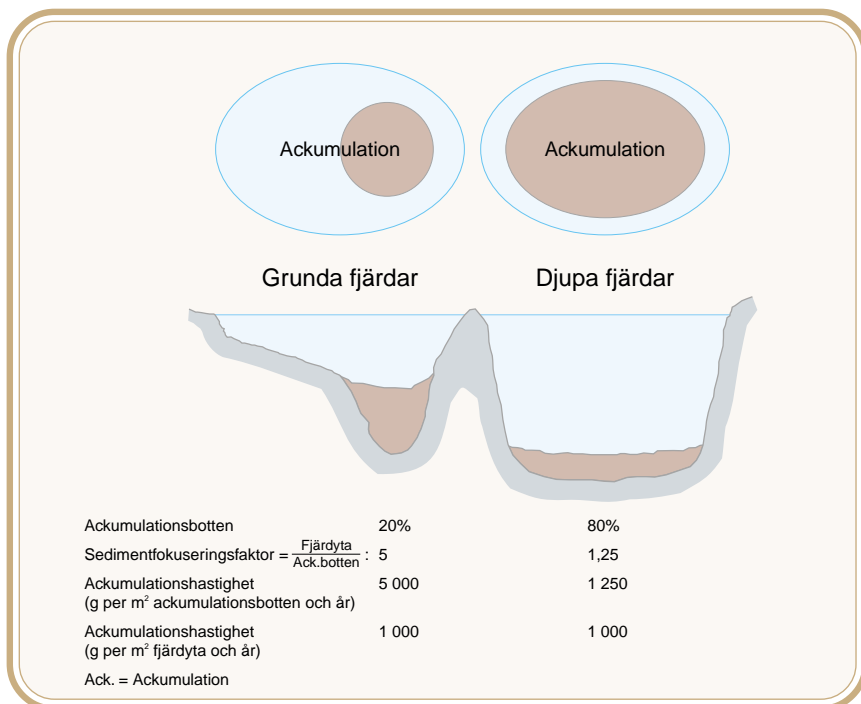 Ackumulation Ackumulation
Grunda fjärdar Djupa fjärdar
Ackumulationsbotten 20% 80%
Sedimentfokuseringsfaktor = Fjärdyta / Ack.botten : 5 1,25
Ackumulationshastighet 5 000 1 250
(g per m² ackumulationsbotten och år)
Ackumulationshastighet 1 000 1 000
(g per m² fjärdyta och år)
Ack. = Ackumulation